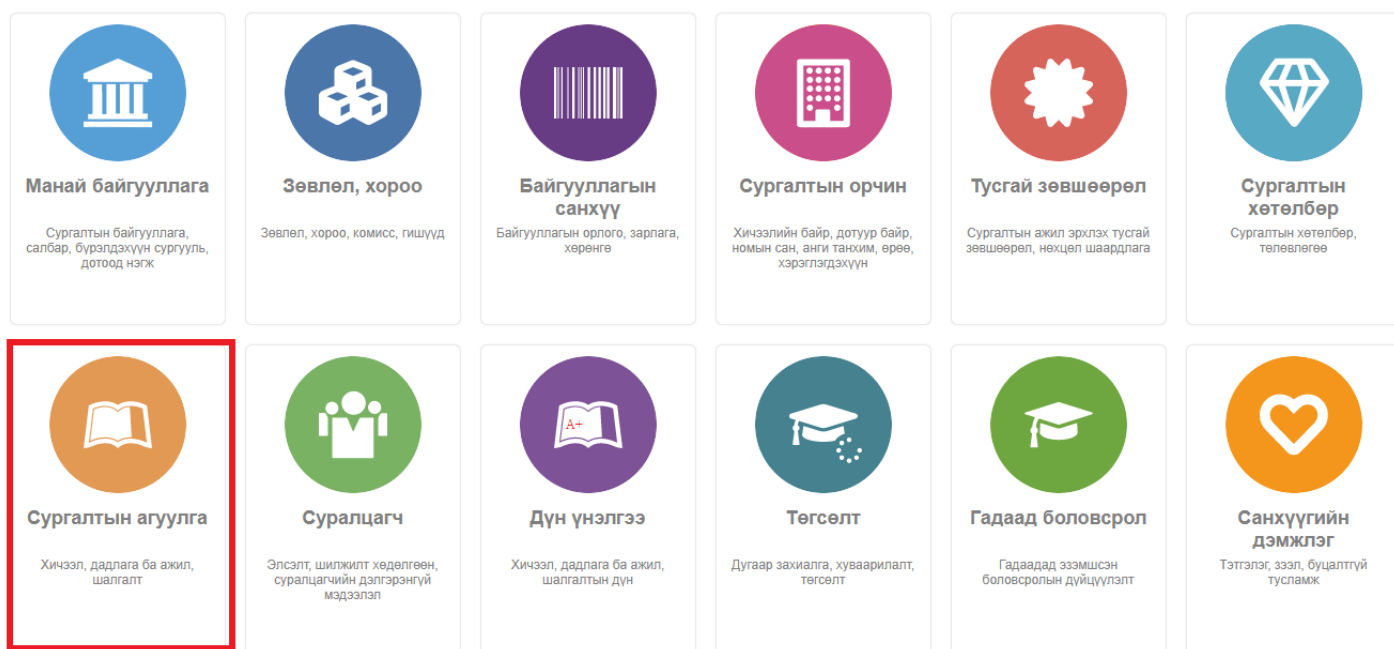 Манай байгууллага
Сургалтын байгууллага,
салбар, бүрэлдэхүүн сургууль,
дотоод нэгж
Зөвлөл, хороо
Зөвлөл, хороо, комисс, гишүүд
Байгууллагын
санхүү
Байгууллагын орлого, зарлага,
хөрөнгө
Сургалтын орчин
Хичээлийн байр, дотуур байр,
номын сан, анги танхим, өрөө,
хэрэглэгдэхүүн
Тусгай зөвшөөрөл
Сургалтын ажил эрхлэх тусгай
зөвшөөрөл, нөхцөл шаардлага
Сургалтын
хөтөлбөр
Сургалтын хөтөлбөр,
төлөвлөгөө
Сургалтын агуулга
Хичээл, дадлага ба ажил,
шалгалт
Суралцагч
Элсэлт, шилжилт хөдөлгөөн,
суралцагчийн дэлгэрэнгүй
мэдээлэл
A+
Дүн үнэлгээ
Хичээл, дадлага ба ажил,
шалгалтын дүн
Төгсөлт
Дугаар захиалга, хуваарилалт,
төгсөлт
Гадаад боловсрол
Гадаадад эзэмшсэн
боловсролын дүйцүүлэлт
Санхүүгийн
дэмжлэг
Тэтгэлэг, зээл, буцалтгүй
тусламж